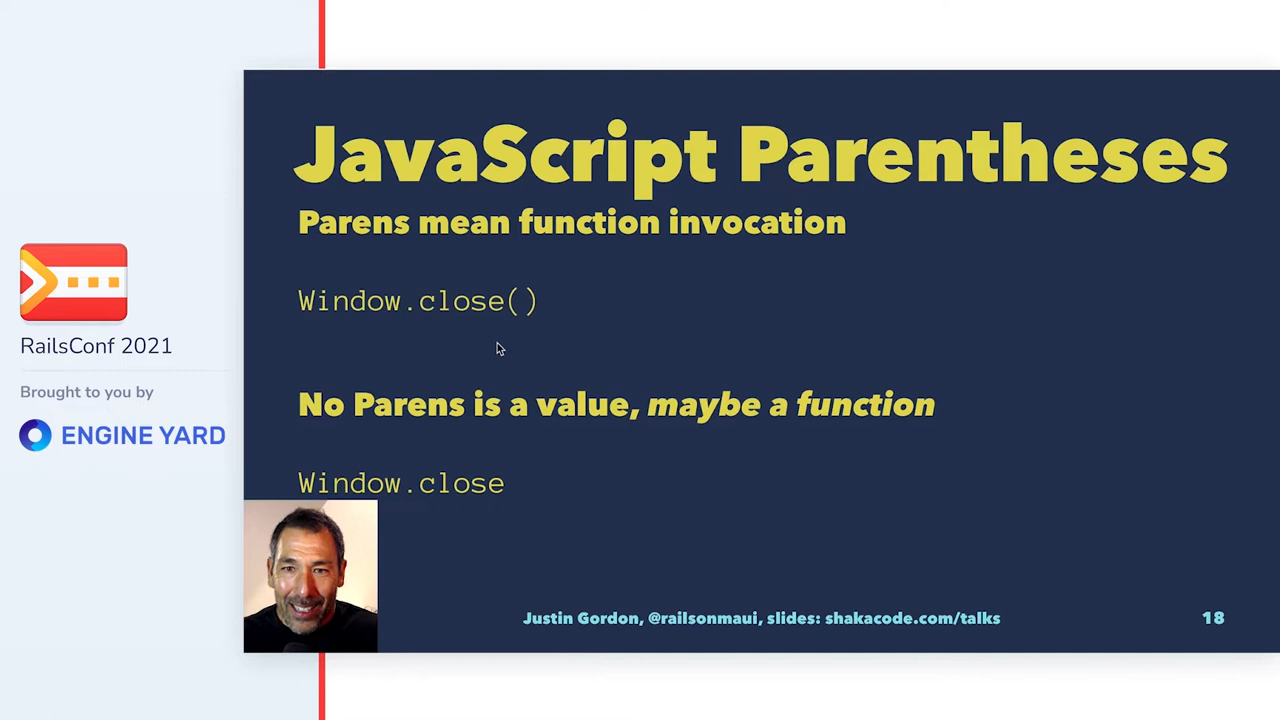 JavaScript Parentheses
Parens mean function invocation
Window.close()
No Parens is a value, maybe a function
Window.close
Justin Gordon, @railsonmaui, slides: shakacode.com/talks
18
RailsConf 2021
Brought to you by
ENGINE YARD